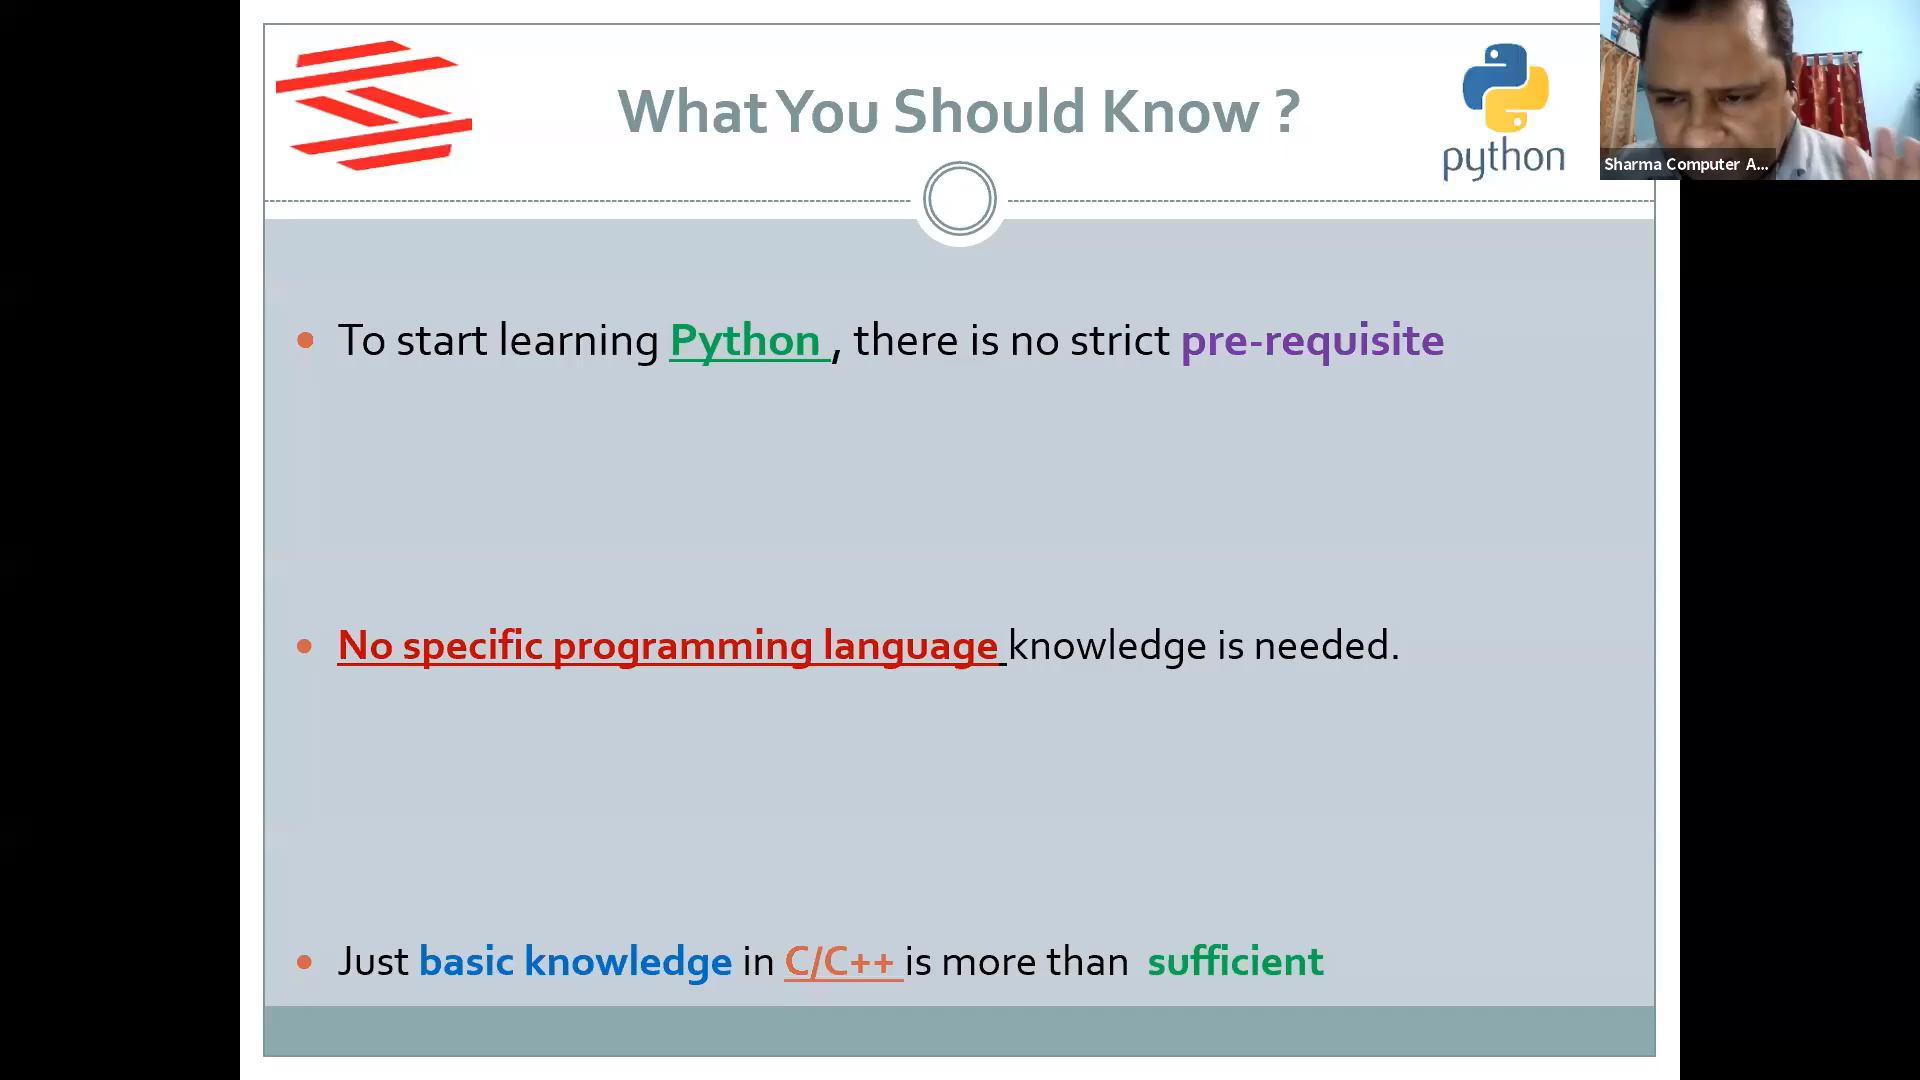 What You Should Know ?
python
Sharma Computer A...
To start learning Python , there is no strict pre-requisite
No specific programming language knowledge is needed.
Just basic knowledge in C/C++ is more than sufficient